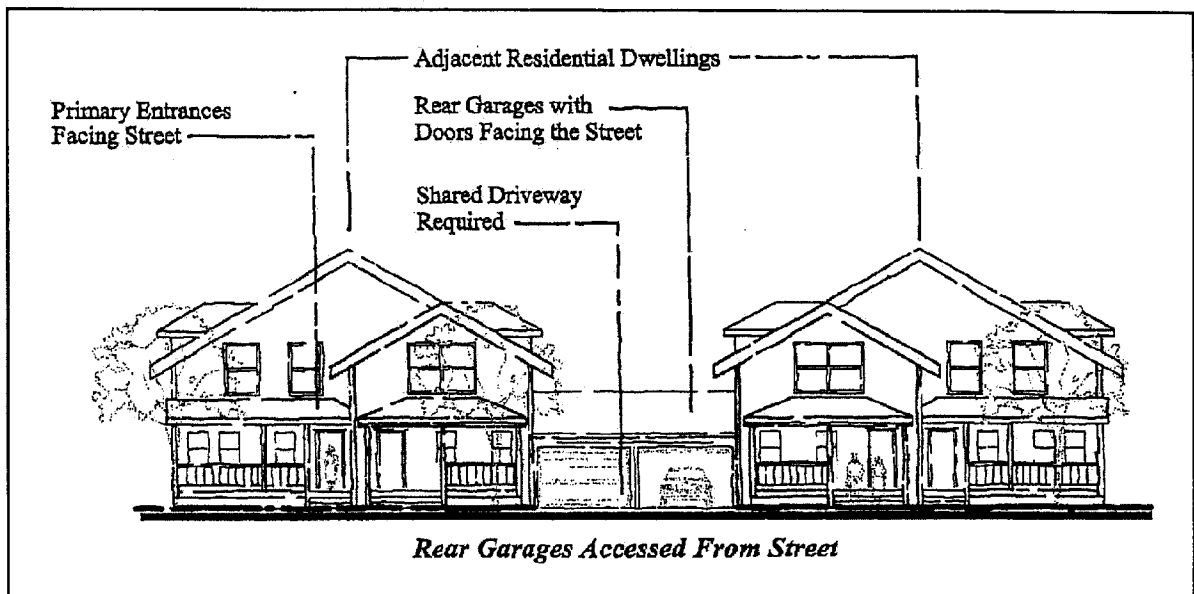 Adjacent Residential Dwellings
Primary Entrances
Facing Street
Rear Garages with
Doors Facing the Street
Shared Driveway
Required
Rear Garages Accessed From Street